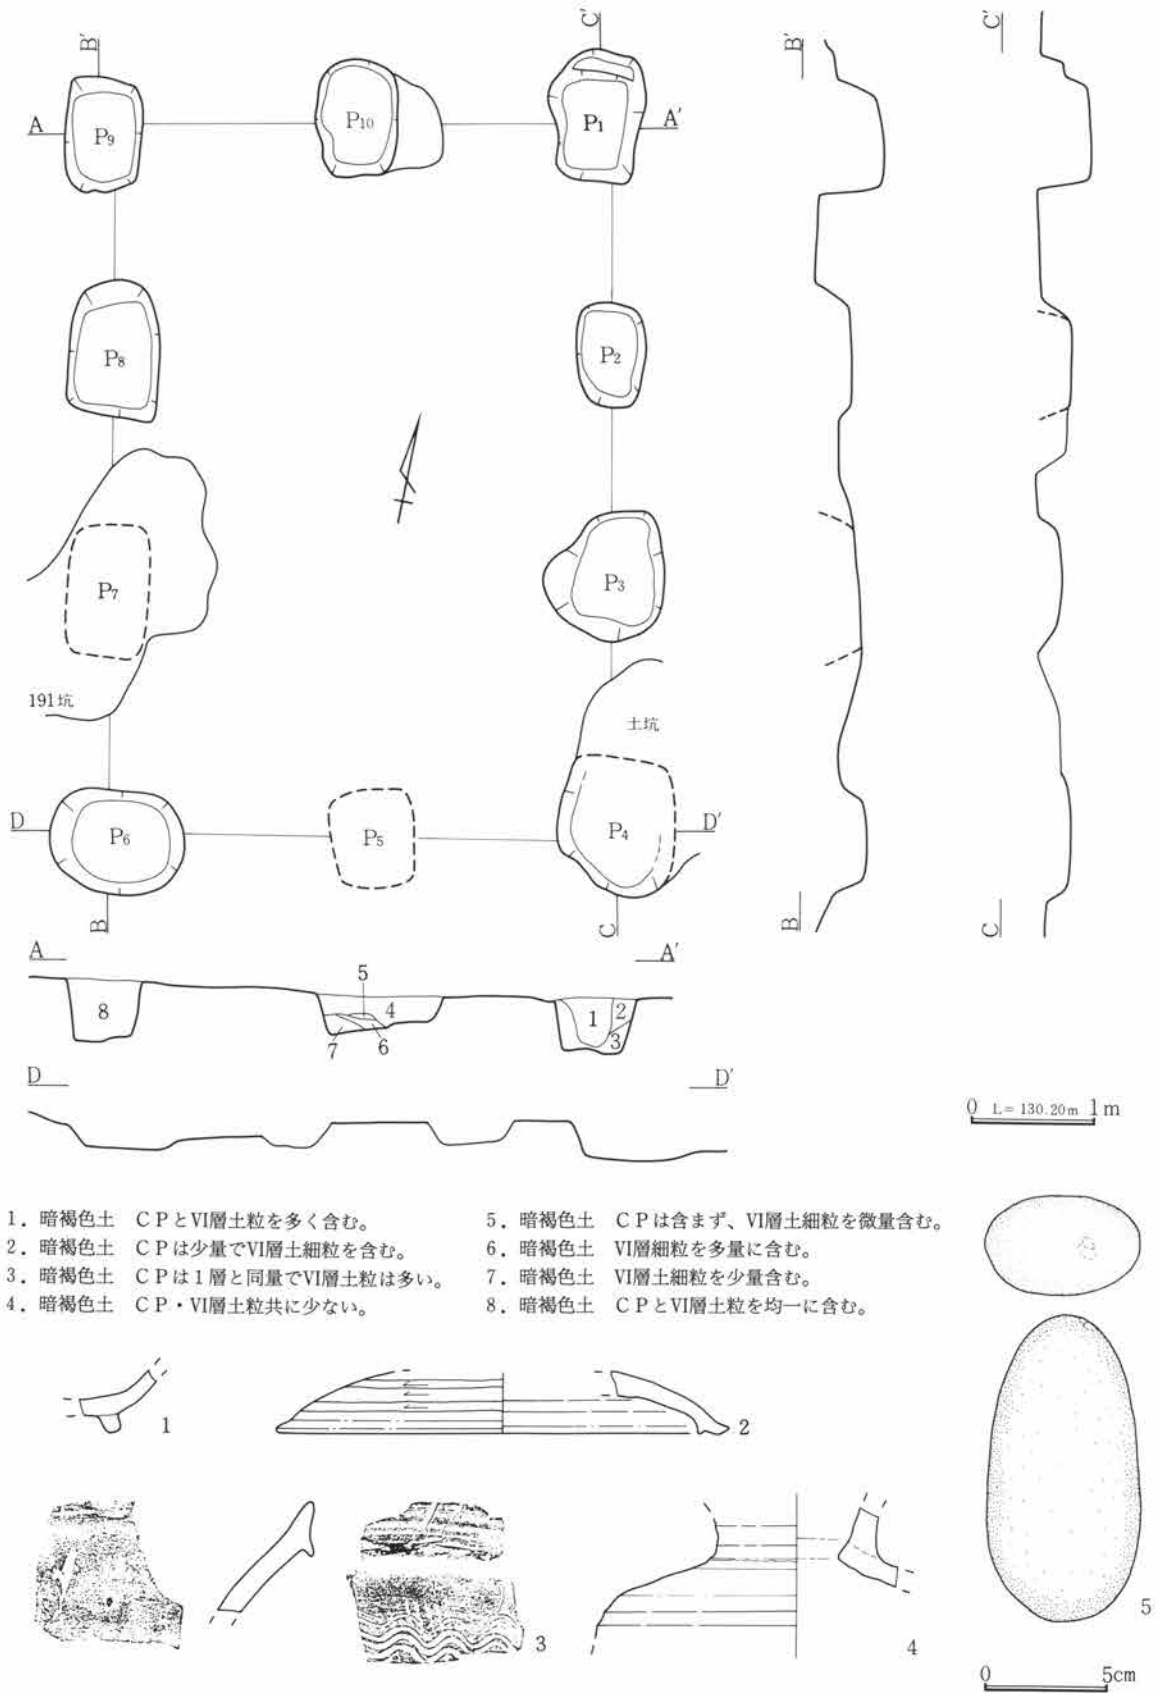 B' C' B' C'
A P9 P10 P1 A'
P8 P2
P7 P3
191坑 土坑
D P6 P5 P4 D'
B C B C
A A'
8 5 4 1 2
7 6 3
D D'
0 L=130.20m 1m
1．暗褐色土 CPとⅥ層土粒を多く含む。
2．暗褐色土 CPは少量でⅥ層土細粒を含む。
3．暗褐色土 CPは1層と同量でⅥ層土粒は多い。
4．暗褐色土 CP・Ⅵ層土粒共に少ない。
5．暗褐色土 CPは含まず、Ⅵ層土細粒を微量含む。
6．暗褐色土 Ⅵ層細粒を多量に含む。
7．暗褐色土 Ⅵ層土細粒を少量含む。
8．暗褐色土 CPとⅥ層土粒を均一に含む。
1 2
3 4 5
0 5cm